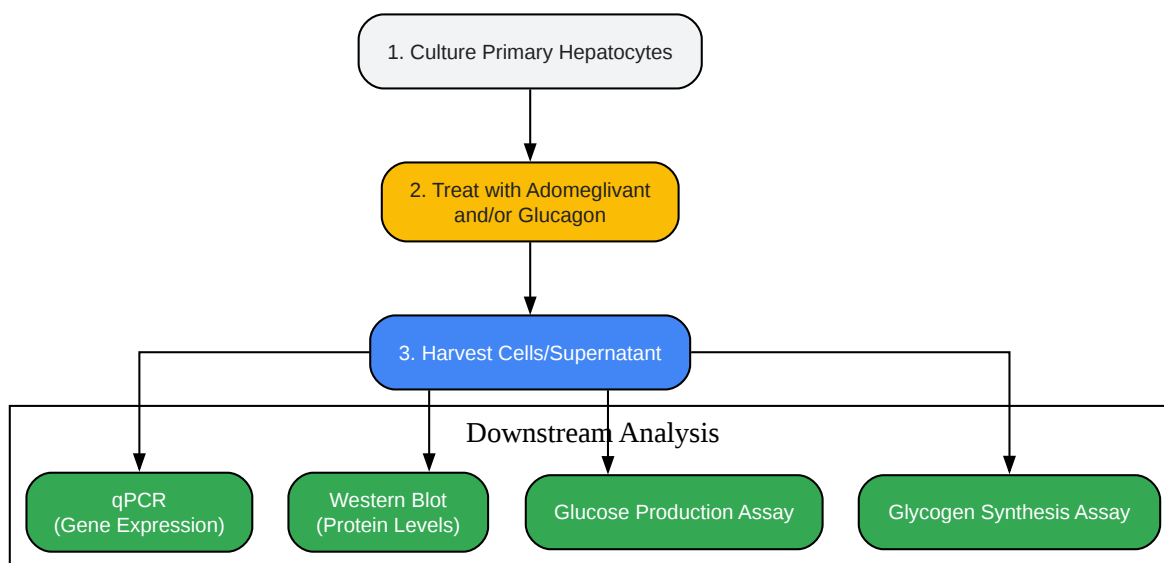 1. Culture Primary Hepatocytes
2. Treat with Adomeglivant
and/or Glucagon
3. Harvest Cells/Supernatant
Downstream Analysis
qPCR
(Gene Expression)
Western Blot
(Protein Levels)
Glucose Production Assay
Glycogen Synthesis Assay